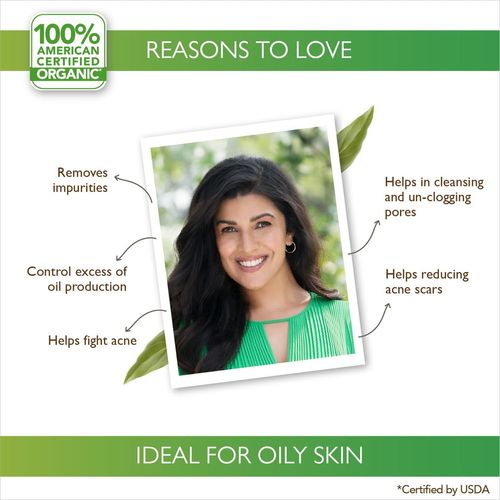 100%
AMERICAN
CERTIFIED
ORGANIC*
REASONS TO LOVE
Removes
impurities
Control excess of
oil production
Helps fight acne
Helps in cleansing
and un-clogging
pores
Helps reducing
acne scars
IDEAL FOR OILY SKIN
*Certified by USDA